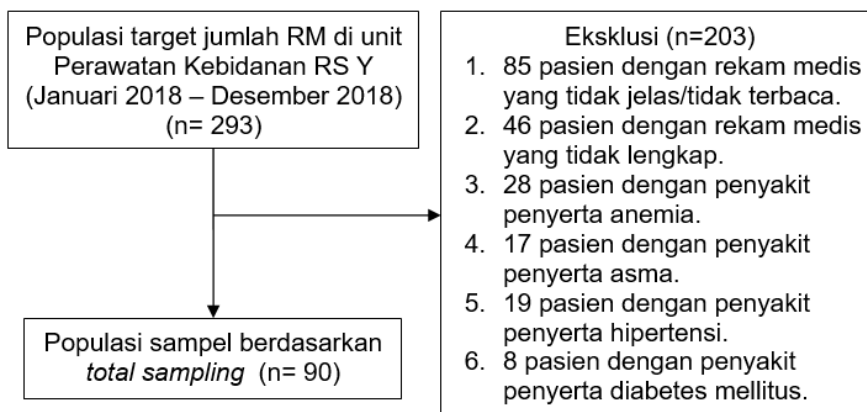 Populasi target jumlah RM di unit
Perawatan Kebidanan RS Y
(Januari 2018 – Desember 2018)
(n= 293)
Eksklusi (n=203)
1. 85 pasien dengan rekam medis
yang tidak jelas/tidak terbaca.
2. 46 pasien dengan rekam medis
yang tidak lengkap.
3. 28 pasien dengan penyakit
penyerta anemia.
4. 17 pasien dengan penyakit
penyerta asma.
5. 19 pasien dengan penyakit
penyerta hipertensi.
6. 8 pasien dengan penyakit
penyerta diabetes mellitus.
Populasi sampel berdasarkan
total sampling (n= 90)